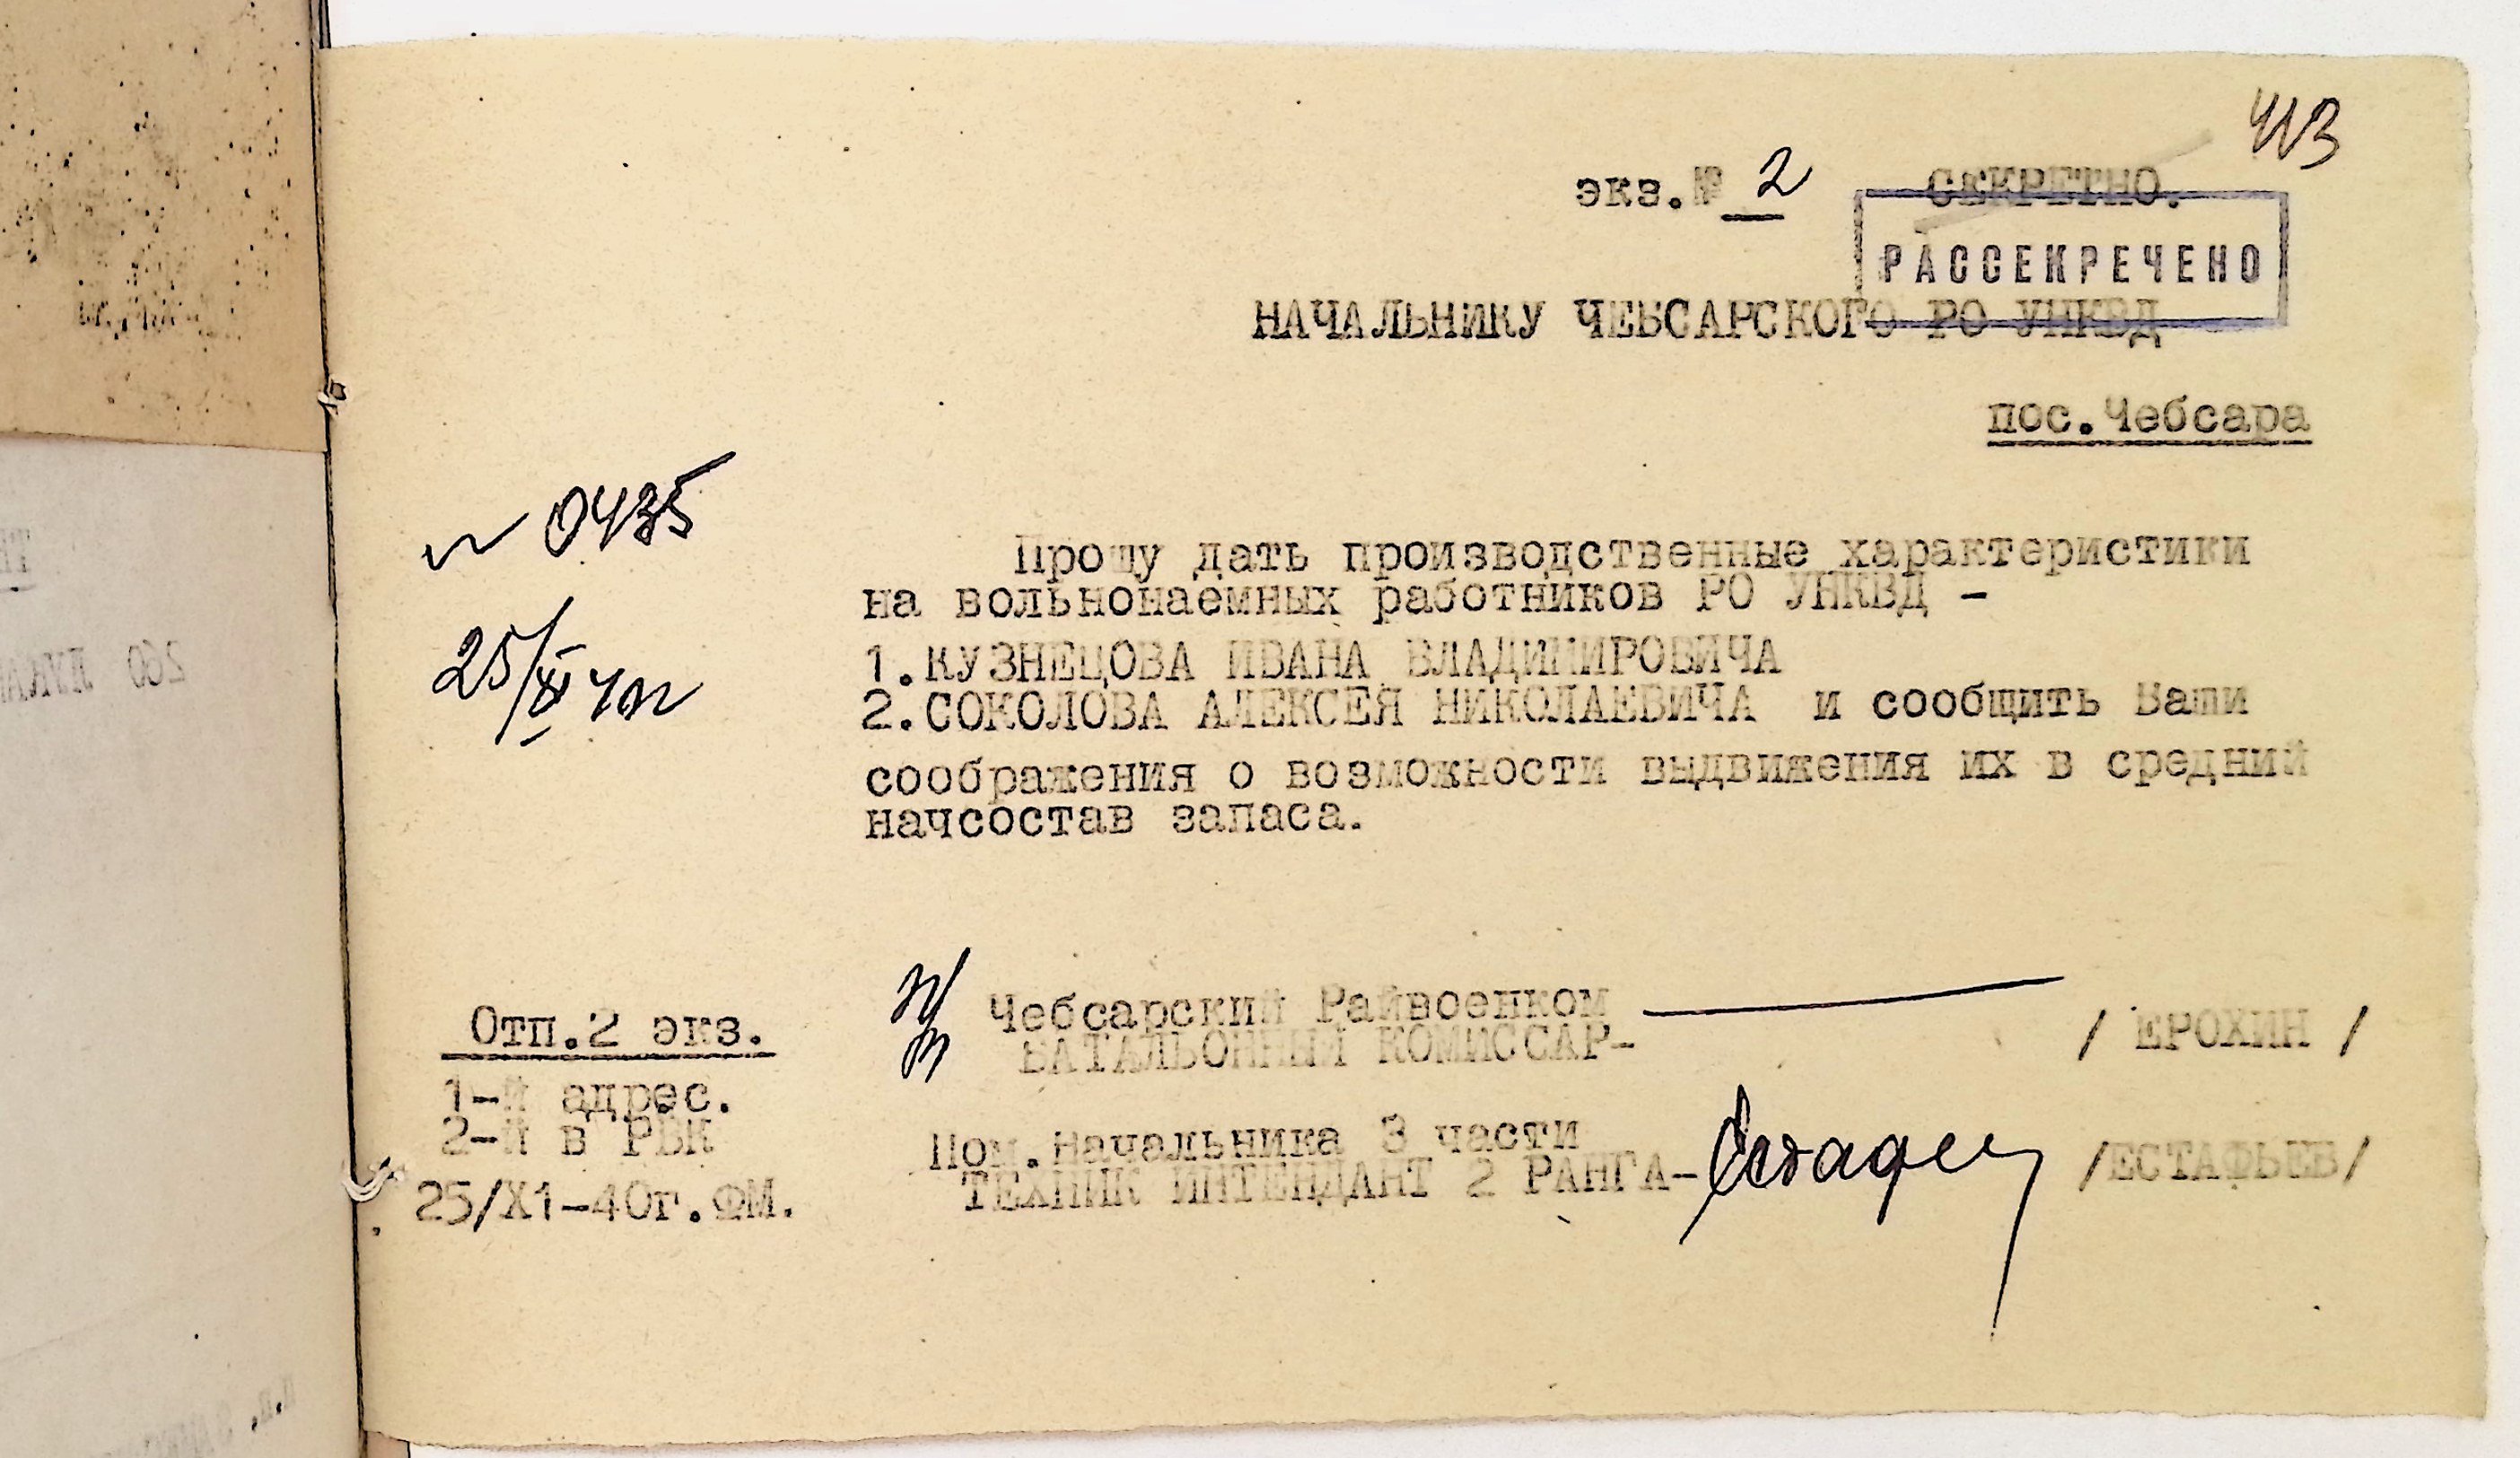 413
экз.№ 2 СЕКРЕТНО.
РАССЕКРЕЧЕНО
НАЧАЛЬНИКУ ЧЕБСАРСКОГО РО УНКВД
пос.Чебсара
№ 0435
25/XI 40г
Прошу дать производственные характеристики
на вольнонаемных работников РО УНКВД –
1.КУЗНЕЦОВА ИВАНА ВЛАДИМИРОВИЧА
2.СОКОЛОВА АЛЕКСЕЯ НИКОЛАЕВИЧА и сообщить Ваши
соображения о возможности выдвижения их в средний
начсостав запаса.
Чебсарский Райвоенком
БАТАЛЬОННЫЙ КОМИССАР– / ЕРОХИН /
Пом.Начальника 3 части
ТЕХНИК ИНТЕНДАНТ 2 РАНГА– /ЕСТАФЬЕВ/
Отп.2 экз.
1-й адрес.
2-й в РВК
25/Х1-40г.ФМ.